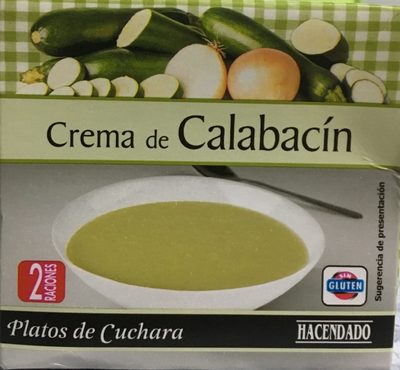 Crema de Calabacín
Sugerencia de presentación
2 RACIONES
SIN
GLUTEN
Platos de Cuchara
HACENDADO